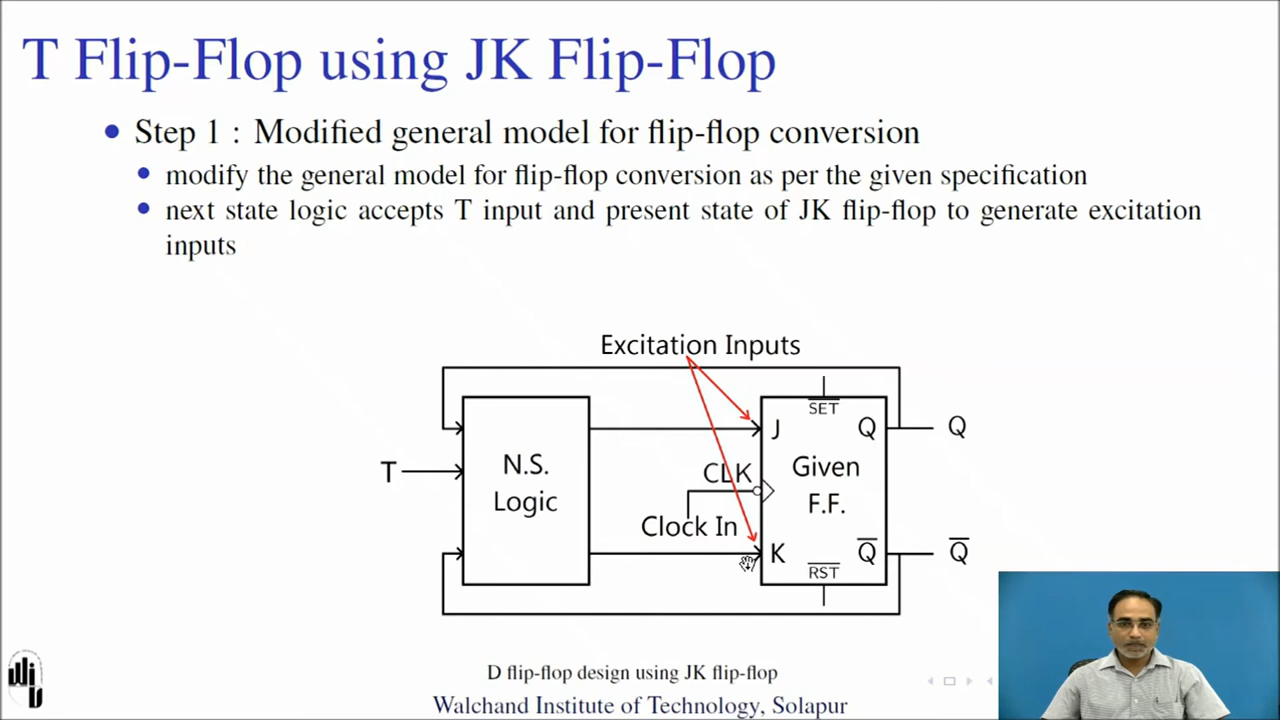 T Flip-Flop using JK Flip-Flop
Step 1 : Modified general model for flip-flop conversion
modify the general model for flip-flop conversion as per the given specification
next state logic accepts T input and present state of JK flip-flop to generate excitation
inputs
Excitation Inputs
SET
J
Q
Q
T
N.S.
Logic
CLK
Given
F.F.
Clock In
K
Q̅
Q̅
RST
D flip-flop design using JK flip-flop
Walchand Institute of Technology, Solapur